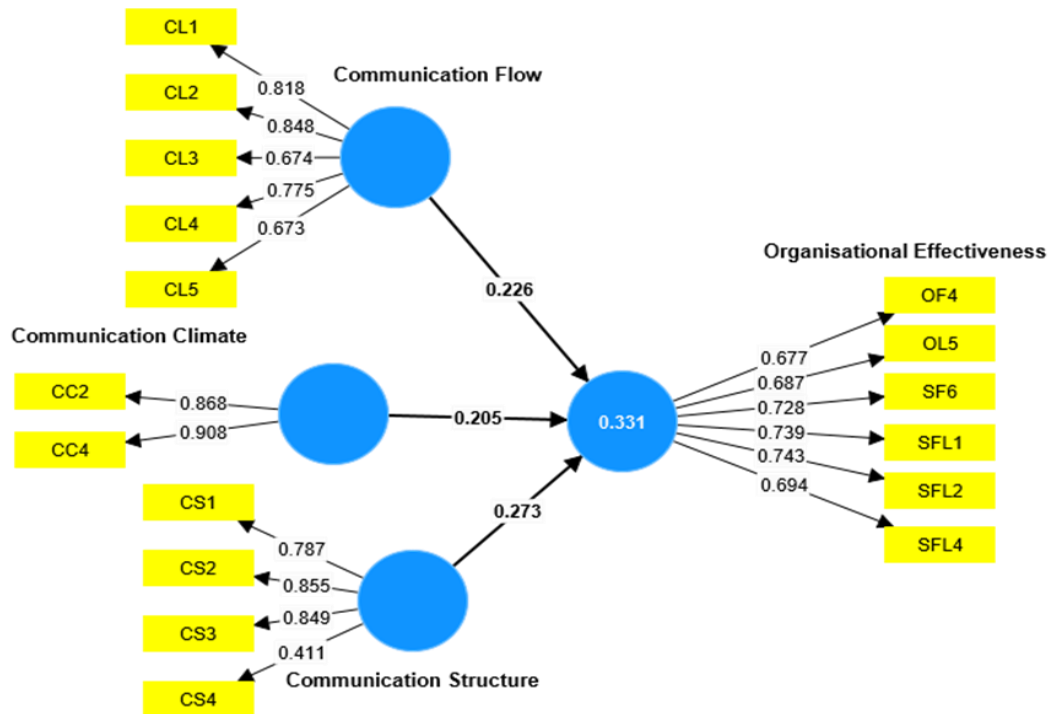 CL1
Communication Flow
0.818
CL2
0.848
CL3
0.674
0.775
CL4
0.673
CL5
0.226
Organisational Effectiveness
OF4
Communication Climate
0.677
OL5
0.687
CC2
0.868
SF6
0.728
0.205
0.331
0.739
SFL1
CC4
0.908
0.743
SFL2
0.694
CS1
0.273
SFL4
0.787
CS2
0.855
CS3
0.849
0.411
Communication Structure
CS4